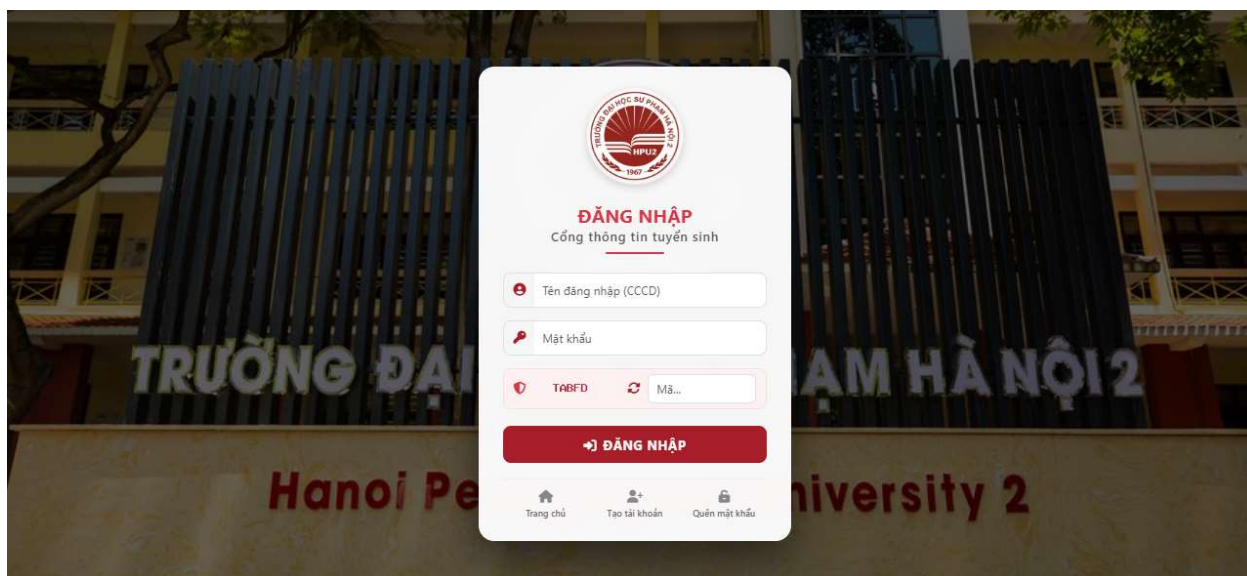 TRƯỜNG ĐẠI HỌC SƯ PHẠM HÀ NỘI 2
HPU2
1967
ĐĂNG NHẬP
Cổng thông tin tuyển sinh
Tên đăng nhập (CCCD)
Mật khẩu
TABFD
Mã...
ĐĂNG NHẬP
Trang chủ
Tạo tài khoản
Quên mật khẩu
TRƯỜNG ĐẠI
ẠM HÀ NỘI 2
Hanoi Pe
niversity 2